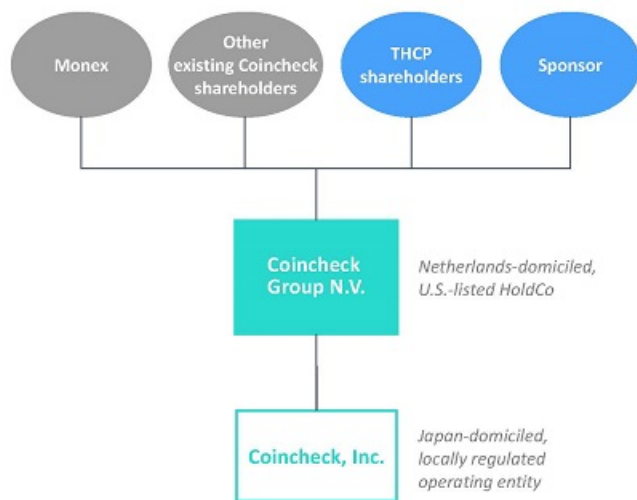 Monex
Other
existing Coincheck
shareholders
THCP
shareholders
Sponsor
Coincheck
Group N.V.
Netherlands-domiciled,
U.S.-listed HoldCo
Coincheck, Inc.
Japan-domiciled,
locally regulated
operating entity